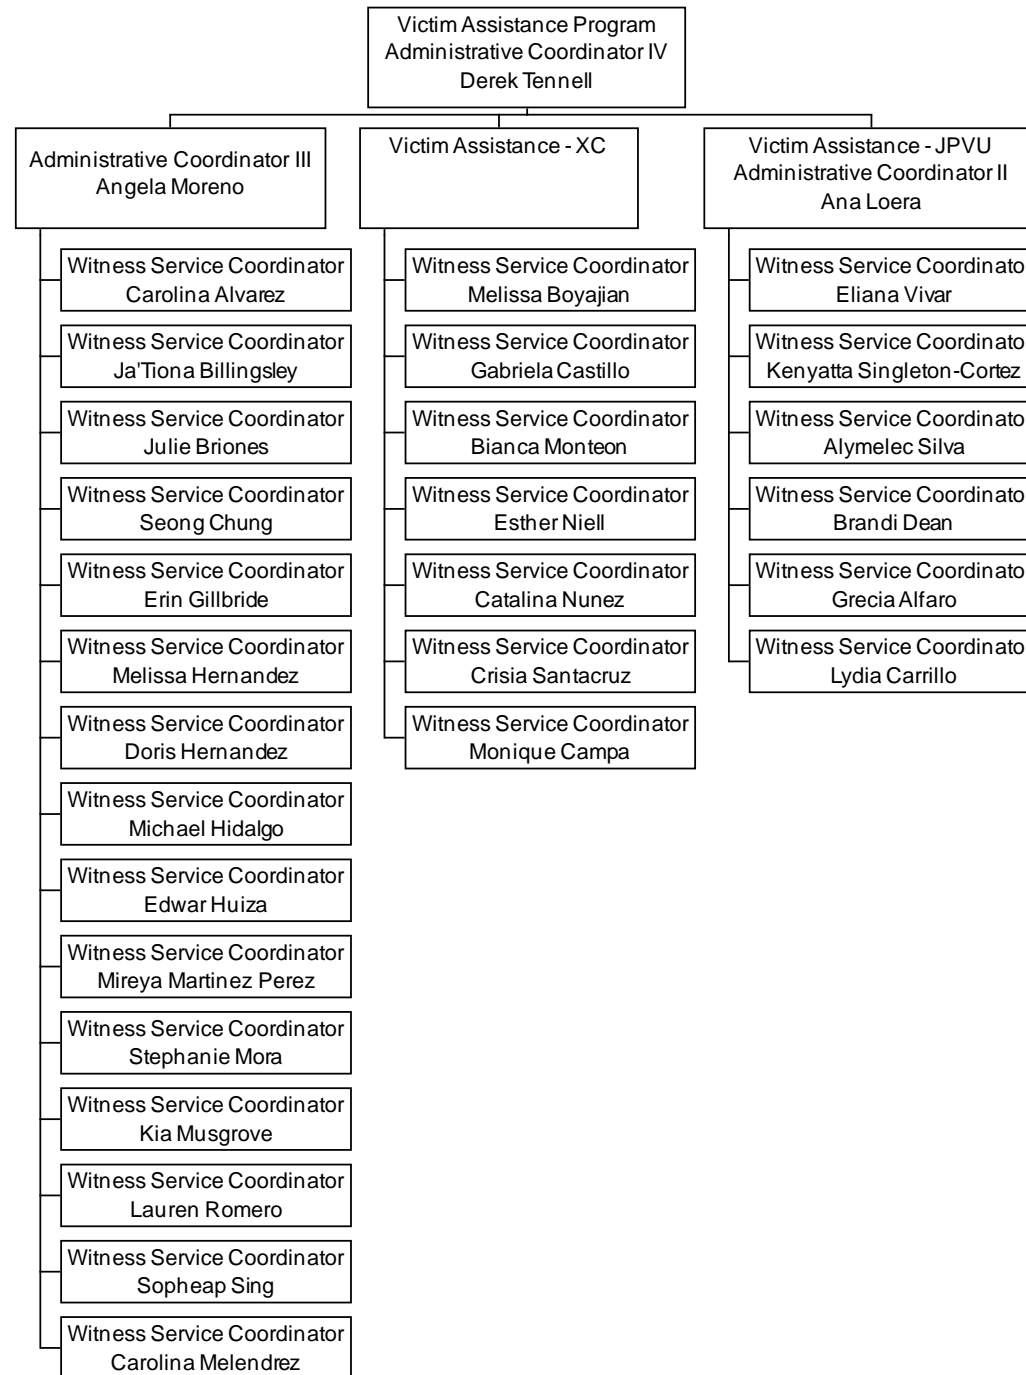 Victim Assistance Program
Administrative Coordinator IV
Derek Tennell
Administrative Coordinator III
Angela Moreno
Witness Service Coordinator
Carolina Alvarez
Witness Service Coordinator
Ja'Tiona Billingsley
Witness Service Coordinator
Julie Briones
Witness Service Coordinator
Seong Chung
Witness Service Coordinator
Erin Gillbride
Witness Service Coordinator
Melissa Hernandez
Witness Service Coordinator
Doris Hernandez
Witness Service Coordinator
Michael Hidalgo
Witness Service Coordinator
Edwar Huiza
Witness Service Coordinator
Mireya Martinez Perez
Witness Service Coordinator
Stephanie Mora
Witness Service Coordinator
Kia Musgrove
Witness Service Coordinator
Lauren Romero
Witness Service Coordinator
Sopheap Sing
Witness Service Coordinator
Carolina Melendrez
Victim Assistance - XC
Witness Service Coordinator
Melissa Boyajian
Witness Service Coordinator
Gabriela Castillo
Witness Service Coordinator
Bianca Monteon
Witness Service Coordinator
Esther Niell
Witness Service Coordinator
Catalina Nunez
Witness Service Coordinator
Crisia Santacruz
Witness Service Coordinator
Monique Campa
Victim Assistance - JPVU
Administrative Coordinator II
Ana Loera
Witness Service Coordinato
Eliana Vivar
Witness Service Coordinato
Kenyatta Singleton-Cortez
Witness Service Coordinato
Alymelec Silva
Witness Service Coordinato
Brandi Dean
Witness Service Coordinato
Grecia Alfaro
Witness Service Coordinato
Lydia Carrillo